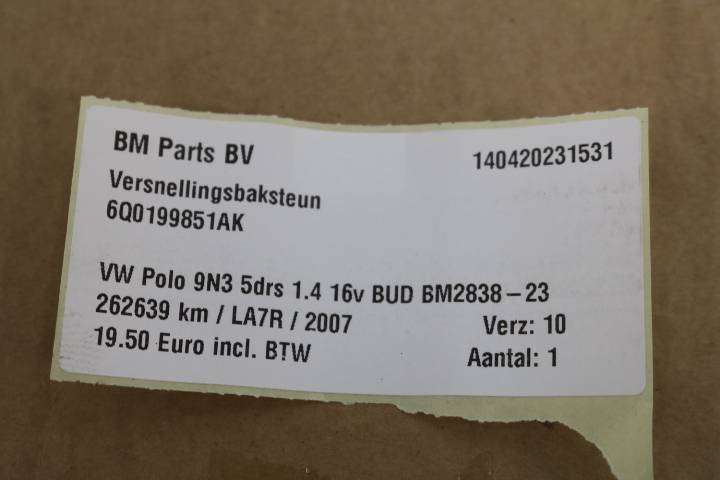 BM Parts BV
140420231531
Versnellingsbaksteun
6Q0199851AK
VW Polo 9N3 5drs 1.4 16v BUD BM2838-23
262639 km / LA7R / 2007
Verz: 10
19.50 Euro incl. BTW
Aantal: 1